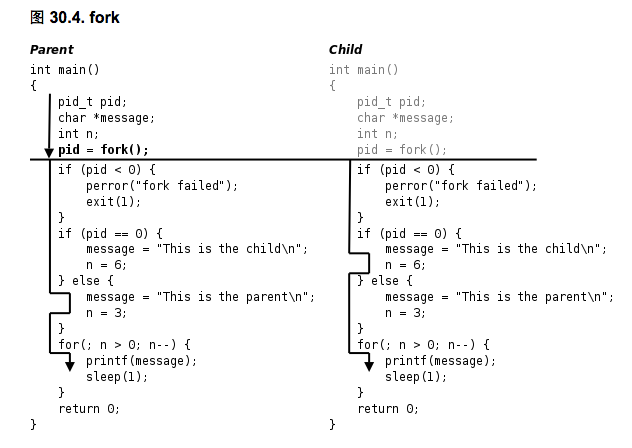 图 30.4. fork
Parent
int main()
{
pid_t pid;
char *message;
int n;
pid = fork();
if (pid < 0) {
perror("fork failed");
exit(1);
}
if (pid == 0) {
message = "This is the child\n";
n = 6;
} else {
message = "This is the parent\n";
n = 3;
}
for(; n > 0; n--) {
printf(message);
sleep(1);
}
return 0;
}
Child
int main()
{
pid_t pid;
char *message;
int n;
pid = fork();
if (pid < 0) {
perror("fork failed");
exit(1);
}
if (pid == 0) {
message = "This is the child\n";
n = 6;
} else {
message = "This is the parent\n";
n = 3;
}
for(; n > 0; n--) {
printf(message);
sleep(1);
}
return 0;
}